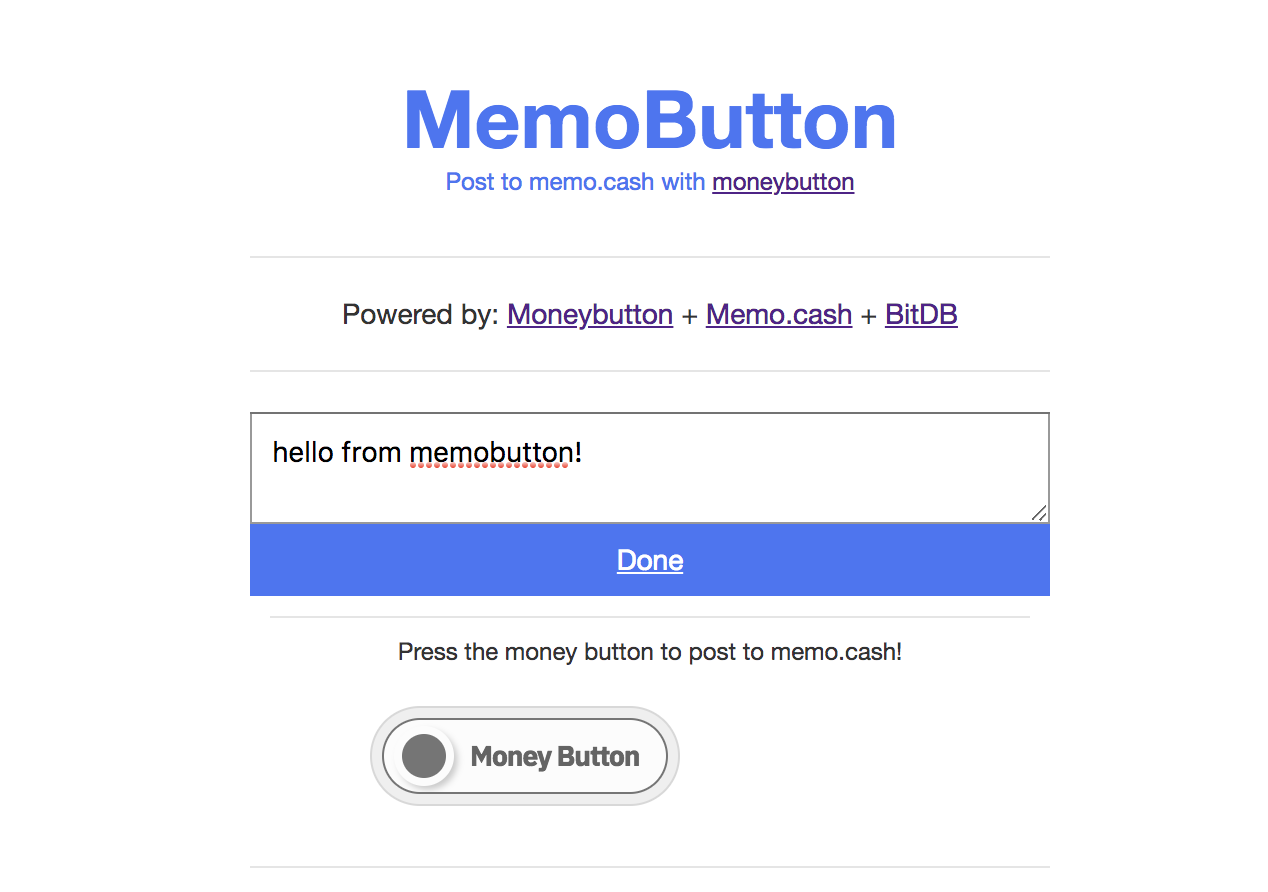 MemoButton
Post to memo.cash with moneybutton
Powered by: Moneybutton + Memo.cash + BitDB
hello from memobutton!
Done
Press the money button to post to memo.cash!
Money Button